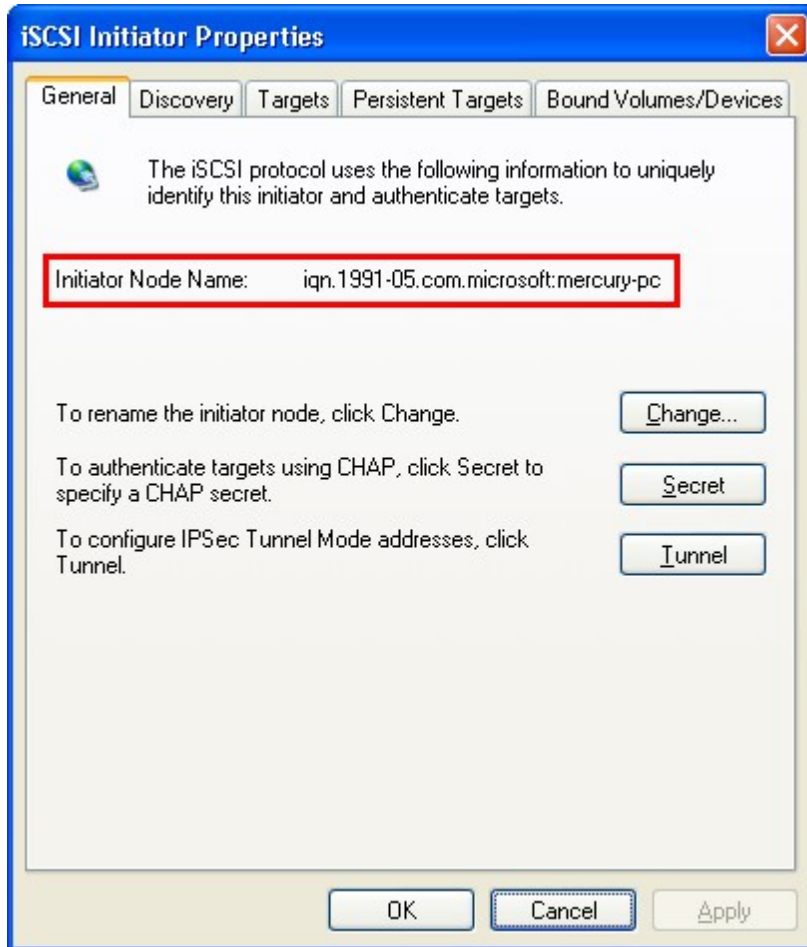 iSCSI Initiator Properties
General Discovery Targets Persistent Targets Bound Volumes/Devices
The iSCSI protocol uses the following information to uniquely
identify this initiator and authenticate targets.
Initiator Node Name: iqn.1991-05.com.microsoft:mercury-pc
To rename the initiator node, click Change.
Change...
To authenticate targets using CHAP, click Secret to
specify a CHAP secret.
Secret
To configure IPSec Tunnel Mode addresses, click
Tunnel.
Tunnel
OK Cancel Apply